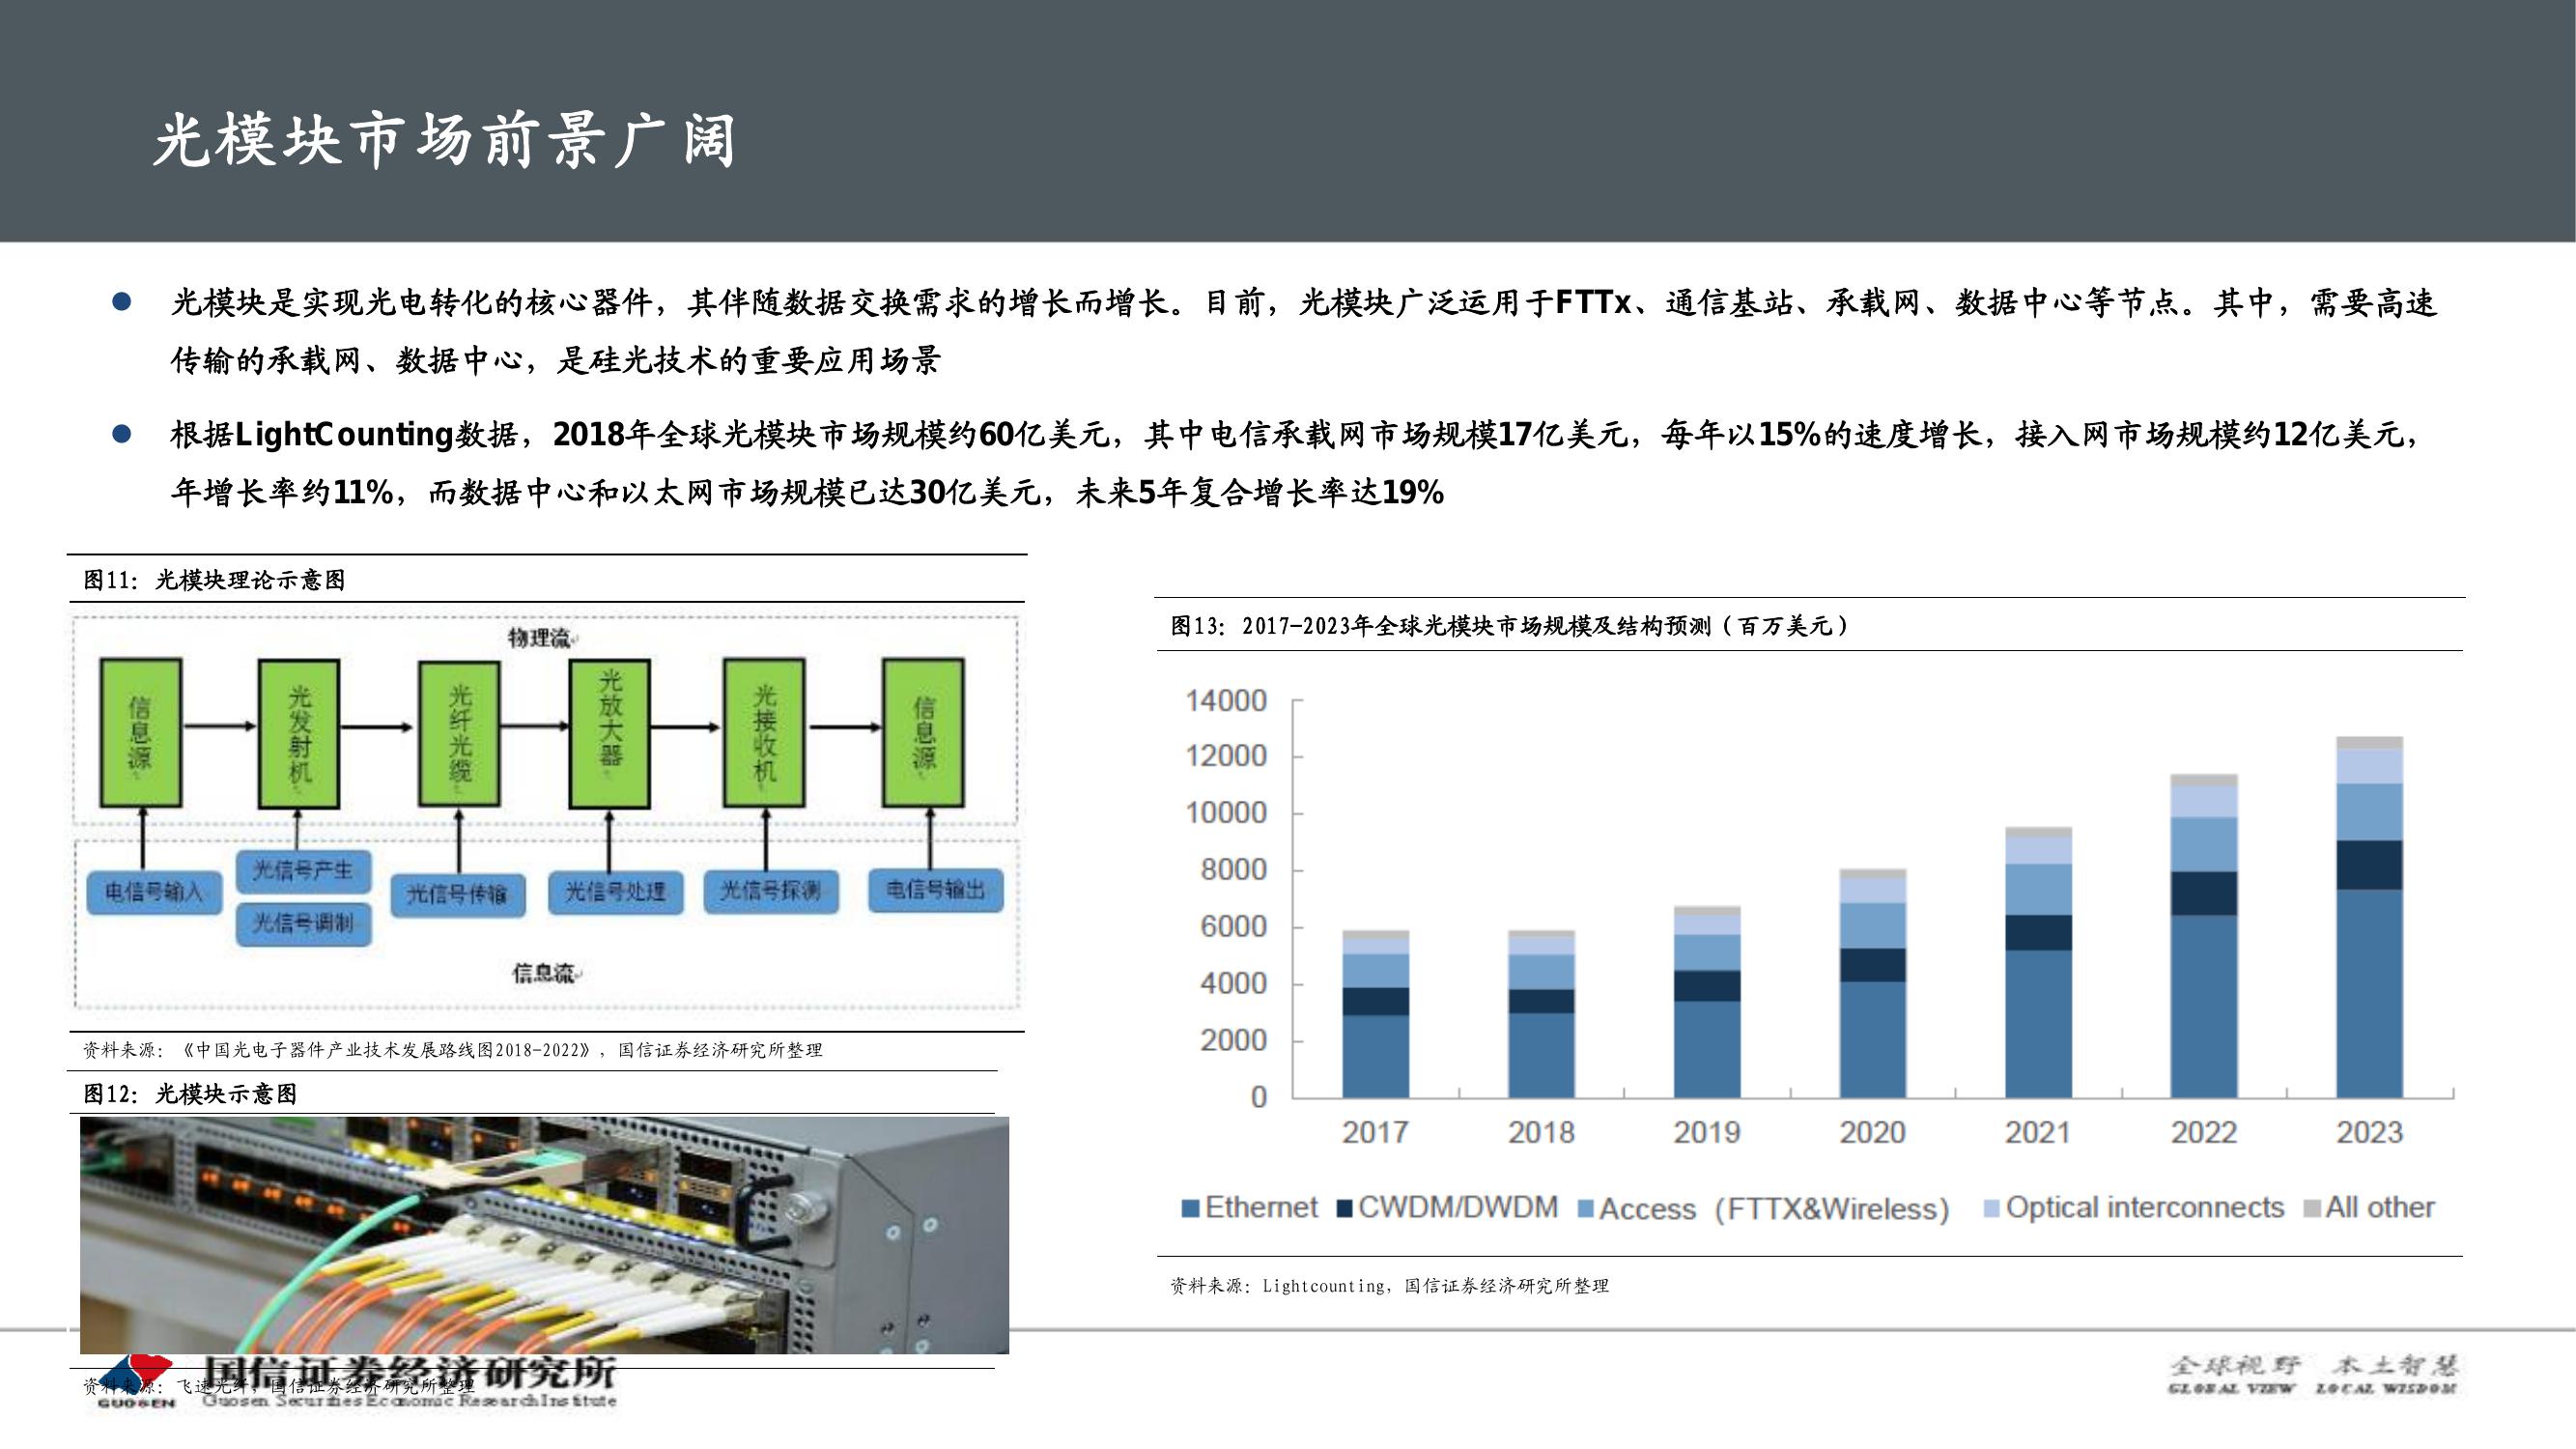 光模块市场前景广阔
光模块是实现光电转化的核心器件，其伴随数据交换需求的增长而增长。目前，光模块广泛运用于FTTx、通信基站、承载网、数据中心等节点。其中，需要高速
传输的承载网、数据中心，是硅光技术的重要应用场景
根据LightCounting数据，2018年全球光模块市场规模约60亿美元，其中电信承载网市场规模17亿美元，每年以15%的速度增长，接入网市场规模约12亿美元，
年增长率约11%，而数据中心和以太网市场规模已达30亿美元，未来5年复合增长率达19%
图11：光模块理论示意图
物理流
信息源
光发射机
光纤光缆
光放大器
光接收机
信息源
电信号输入
光信号产生
光信号调制
光信号传输
光信号处理
光信号探测
电信号输出
信息流
资料来源：《中国光电子器件产业技术发展路线图2018-2022》，国信证券经济研究所整理
图12：光模块示意图
资料来源：飞速光纤，国信证券经济研究所整理
图13：2017-2023年全球光模块市场规模及结构预测（百万美元）
14000
12000
10000
8000
6000
4000
2000
0
2017 2018 2019 2020 2021 2022 2023
Ethernet CWDM/DWDM Access（FTTX&Wireless） Optical interconnects All other
资料来源：Lightcounting，国信证券经济研究所整理
国信证券经济研究所
GUOSEN Guosen Securities Economic Research Institute
全球视野 本土智慧
GLOBAL VIEW LOCAL WISDOM